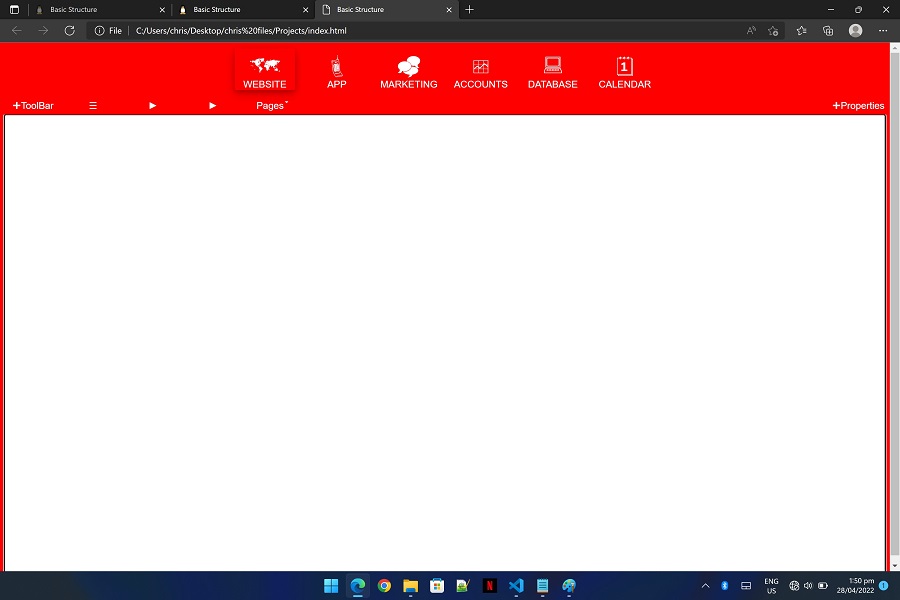 Basic Structure
Basic Structure
Basic Structure
File
C:/Users/chris/Desktop/chris%20files/Projects/index.html
WEBSITE
APP
MARKETING
ACCOUNTS
DATABASE
1
CALENDAR
+ToolBar
☰
Pages
+Properties
N
ENG
US
1:50 pm
28/04/2022
1